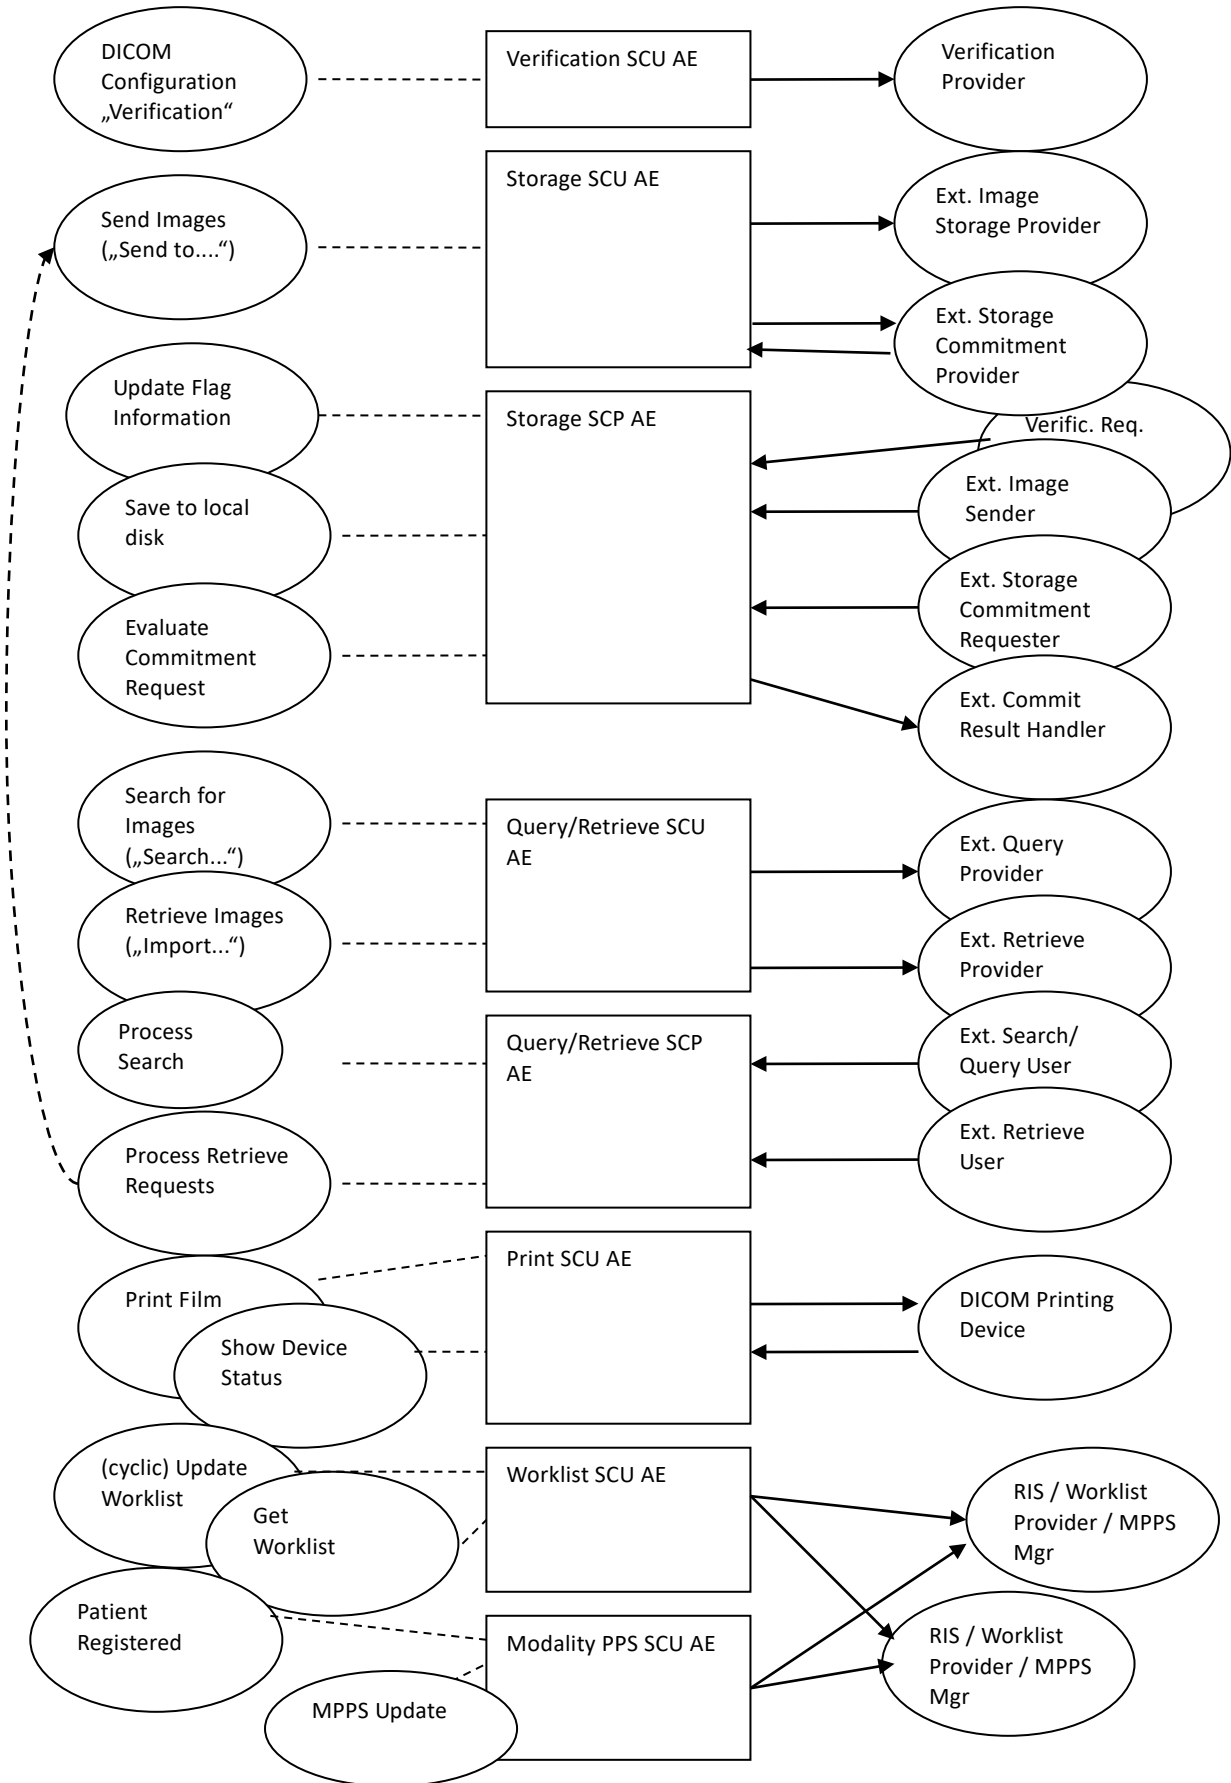 DICOM
Configuration
„Verification“
Verification SCU AE
Verification
Provider
Send Images
(„Send to....“)
Storage SCU AE
Ext. Image
Storage Provider
Ext. Storage
Commitment
Provider
Update Flag
Information
Storage SCP AE
Verific. Req.
Save to local
disk
Ext. Image
Sender
Evaluate
Commitment
Request
Ext. Storage
Commitment
Requester
Ext. Commit
Result Handler
Search for
Images
(„Search...“)
Query/Retrieve SCU
AE
Ext. Query
Provider
Retrieve Images
(„Import...“)
Ext. Retrieve
Provider
Process
Search
Query/Retrieve SCP
AE
Ext. Search/
Query User
Process Retrieve
Requests
Ext. Retrieve
User
Print Film
Print SCU AE
DICOM Printing
Device
Show Device
Status
(cyclic) Update
Worklist
Worklist SCU AE
RIS / Worklist
Provider / MPPS
Mgr
Get
Worklist
Patient
Registered
Modality PPS SCU AE
RIS / Worklist
Provider / MPPS
Mgr
MPPS Update